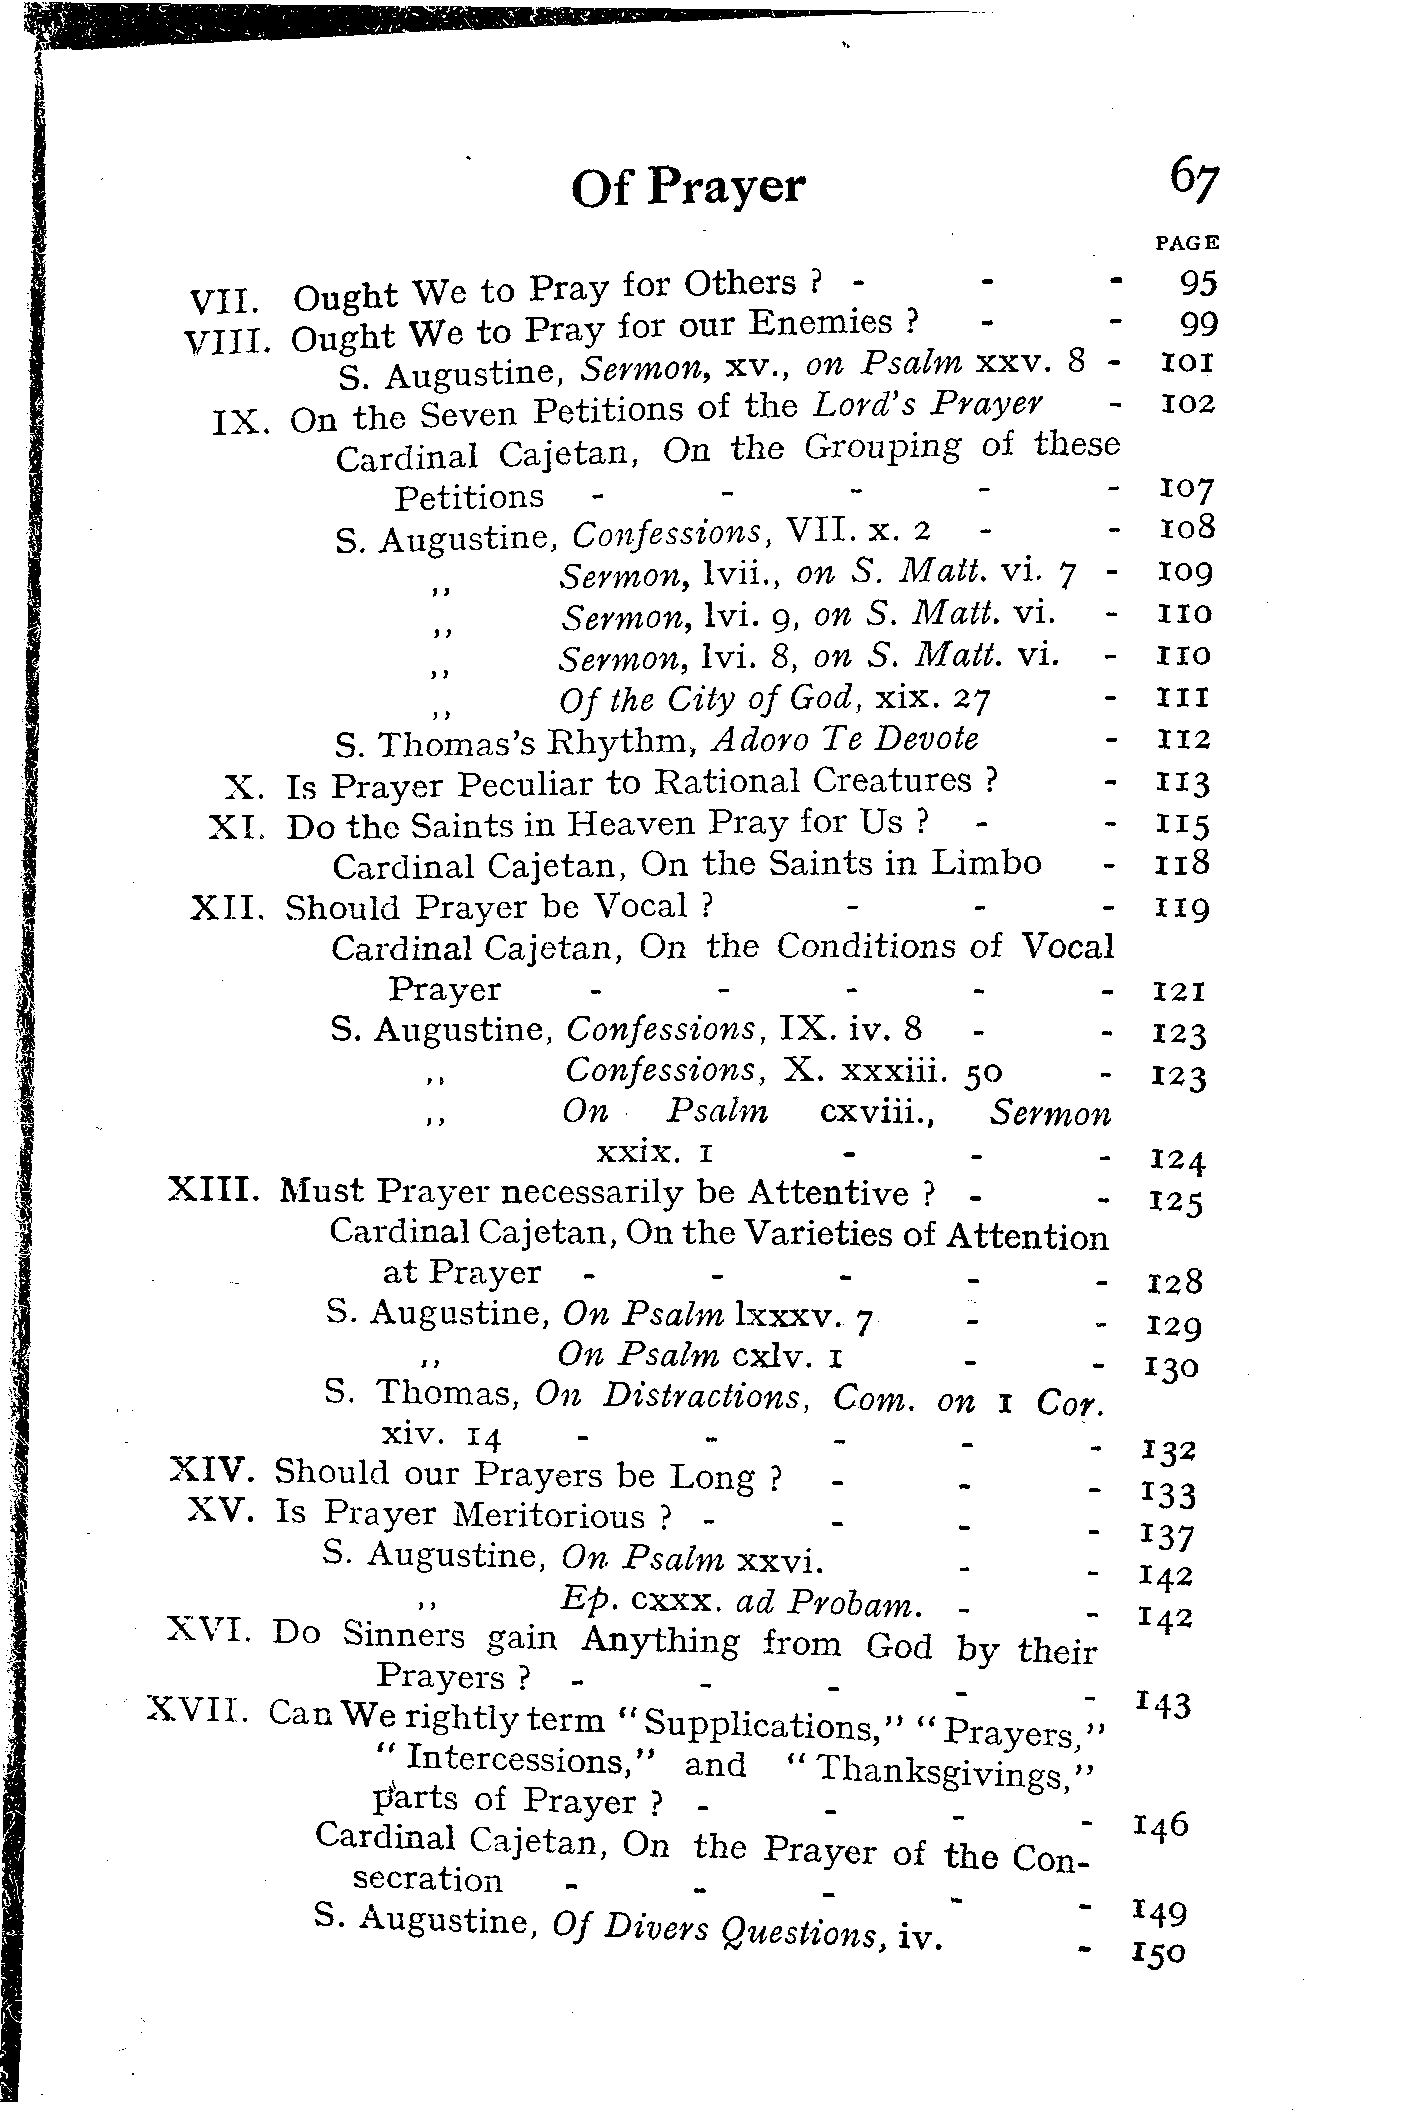 Of Prayer 67
PAGE
VII. Ought We to Pray for Others ? - - - 95
VIII. Ought We to Pray for our Enemies ? - - 99
S. Augustine, Sermon, xv., on Psalm xxv. 8 - 101
IX. On the Seven Petitions of the Lord's Prayer - 102
Cardinal Cajetan, On the Grouping of these
Petitions - - - - - 107
S. Augustine, Confessions, VII. x. 2 - - 108
,, Sermon, lvii., on S. Matt. vi. 7 - 109
,, Sermon, lvi. 9, on S. Matt. vi. - 110
,, Sermon, lvi. 8, on S. Matt. vi. - 110
,, Of the City of God, xix. 27 - 111
S. Thomas's Rhythm, Adoro Te Devote - 112
X. Is Prayer Peculiar to Rational Creatures ? - 113
XI. Do the Saints in Heaven Pray for Us ? - - 115
Cardinal Cajetan, On the Saints in Limbo - 118
XII. Should Prayer be Vocal ? - - - 119
Cardinal Cajetan, On the Conditions of Vocal
Prayer - - - - - 121
S. Augustine, Confessions, IX. iv. 8 - - 123
,, Confessions, X. xxxiii. 50 - 123
,, On Psalm cxviii., Sermon
xxix. 1 - - - 124
XIII. Must Prayer necessarily be Attentive ? - - 125
Cardinal Cajetan, On the Varieties of Attention
at Prayer - - - - - 128
S. Augustine, On Psalm lxxxv. 7 - - 129
,, On Psalm cxlv. 1 - - 130
S. Thomas, On Distractions, Com. on 1 Cor.
xiv. 14 - - - - - 132
XIV. Should our Prayers be Long ? - - - 133
XV. Is Prayer Meritorious ? - - - - 137
S. Augustine, On Psalm xxvi. - - 142
,, Ep. cxxx. ad Probam. - - 142
XVI. Do Sinners gain Anything from God by their
Prayers ? - - - - - 143
XVII. Can We rightly term "Supplications," "Prayers,"
"Intercessions," and "Thanksgivings,"
parts of Prayer ? - - - - 146
Cardinal Cajetan, On the Prayer of the Con-
secration - - - - - 149
S. Augustine, Of Divers Questions, iv. - 150